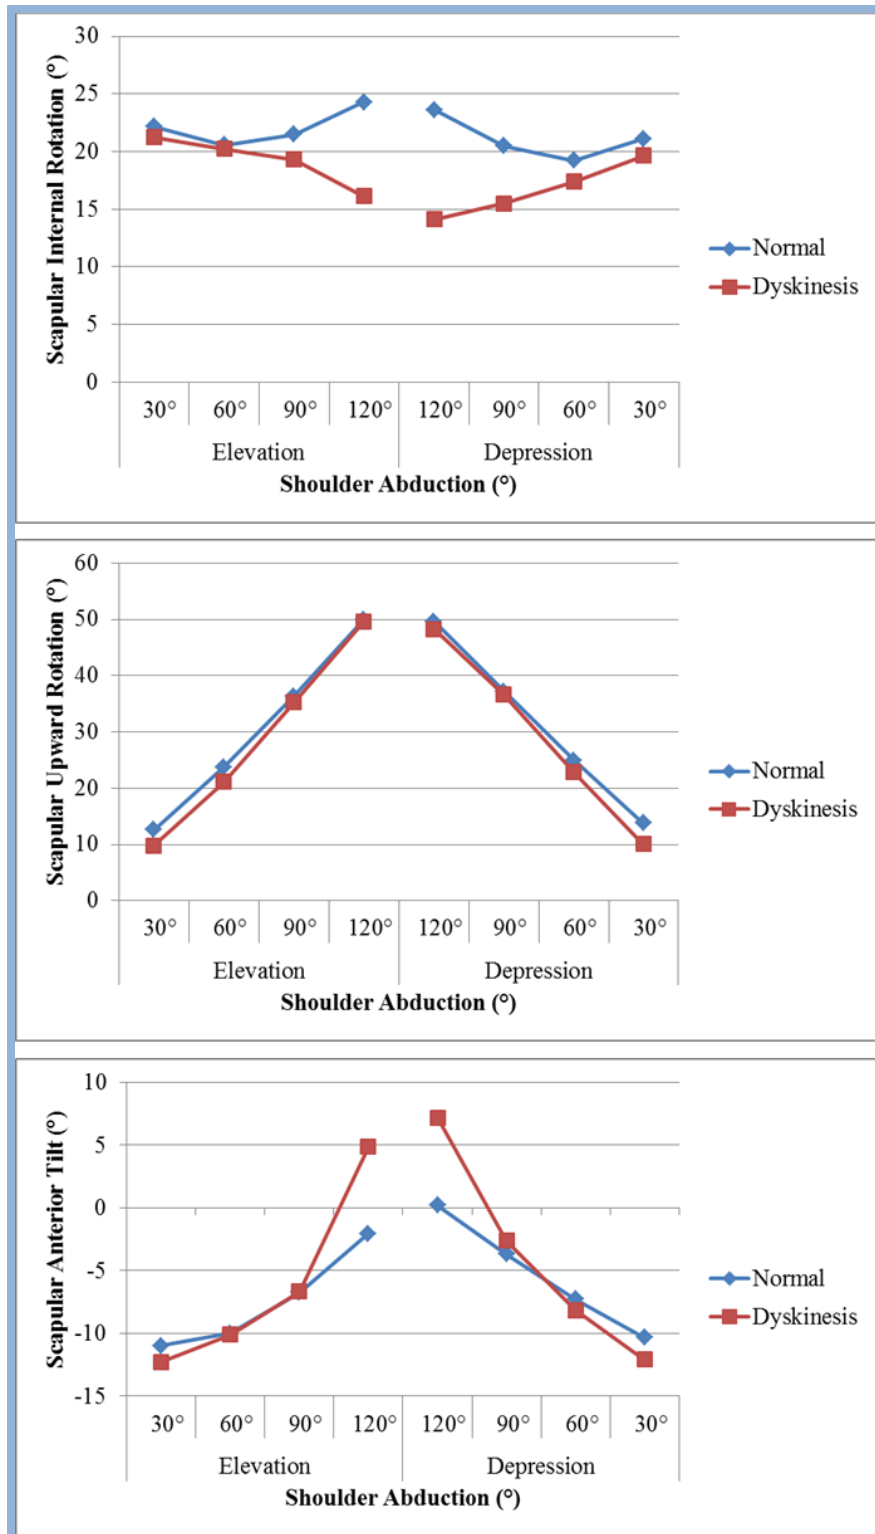 Scapular Internal Rotation (°)
30
25
20
15
10
5
0
30° 60° 90° 120° 120° 90° 60° 30°
Elevation Depression
Shoulder Abduction (°)
Normal
Dyskinesis
Scapular Upward Rotation (°)
60
50
40
30
20
10
0
30° 60° 90° 120° 120° 90° 60° 30°
Elevation Depression
Shoulder Abduction (°)
Normal
Dyskinesis
Scapular Anterior Tilt (°)
10
5
0
-5
-10
-15
30° 60° 90° 120° 120° 90° 60° 30°
Elevation Depression
Shoulder Abduction (°)
Normal
Dyskinesis